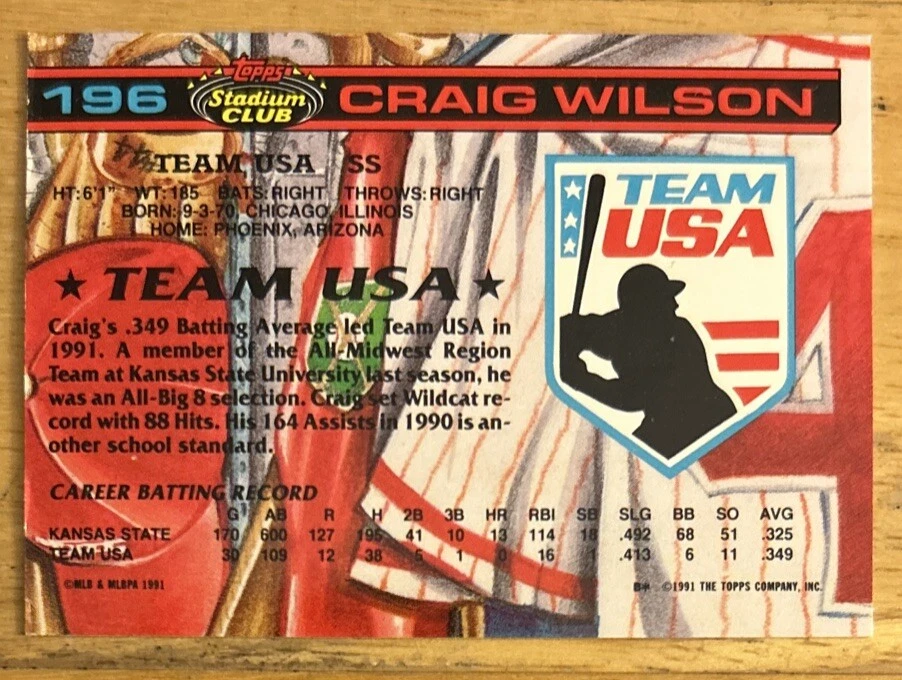 196 Topps Stadium CLUB CRAIG WILSON
TEAM USA SS
HT: 6'1" WT: 185 BATS: RIGHT THROWS: RIGHT
BORN: 9-3-70, CHICAGO, ILLINOIS
HOME: PHOENIX, ARIZONA
★ TEAM USA ★
Craig's .349 Batting Average led Team USA in
1991. A member of the All-Midwest Region
Team at Kansas State University last season, he
was an All-Big 8 selection. Craig set Wildcat re-
cord with 88 Hits. His 164 Assists in 1990 is an-
other school standard.
TEAM
USA
CAREER BATTING RECORD
G AB R H 2B 3B HR RBI SB SLG BB SO AVG
KANSAS STATE 170 600 127 195 41 10 13 114 18 .492 68 51 .325
TEAM USA 30 109 12 38 5 1 0 16 1 .413 6 11 .349
©MLB & MLBPA 1991
©1991 THE TOPPS COMPANY, INC.